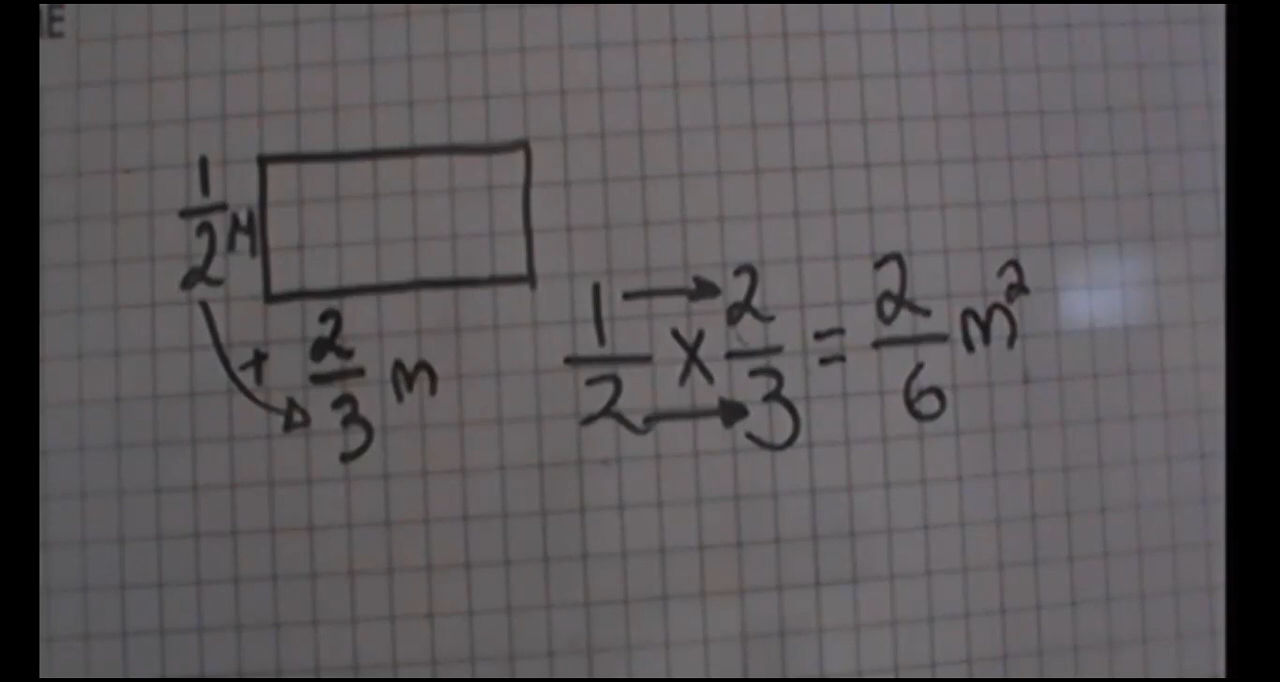 E
1/2 M
+ 2/3 m
1/2 x 2/3 = 2/6 m²